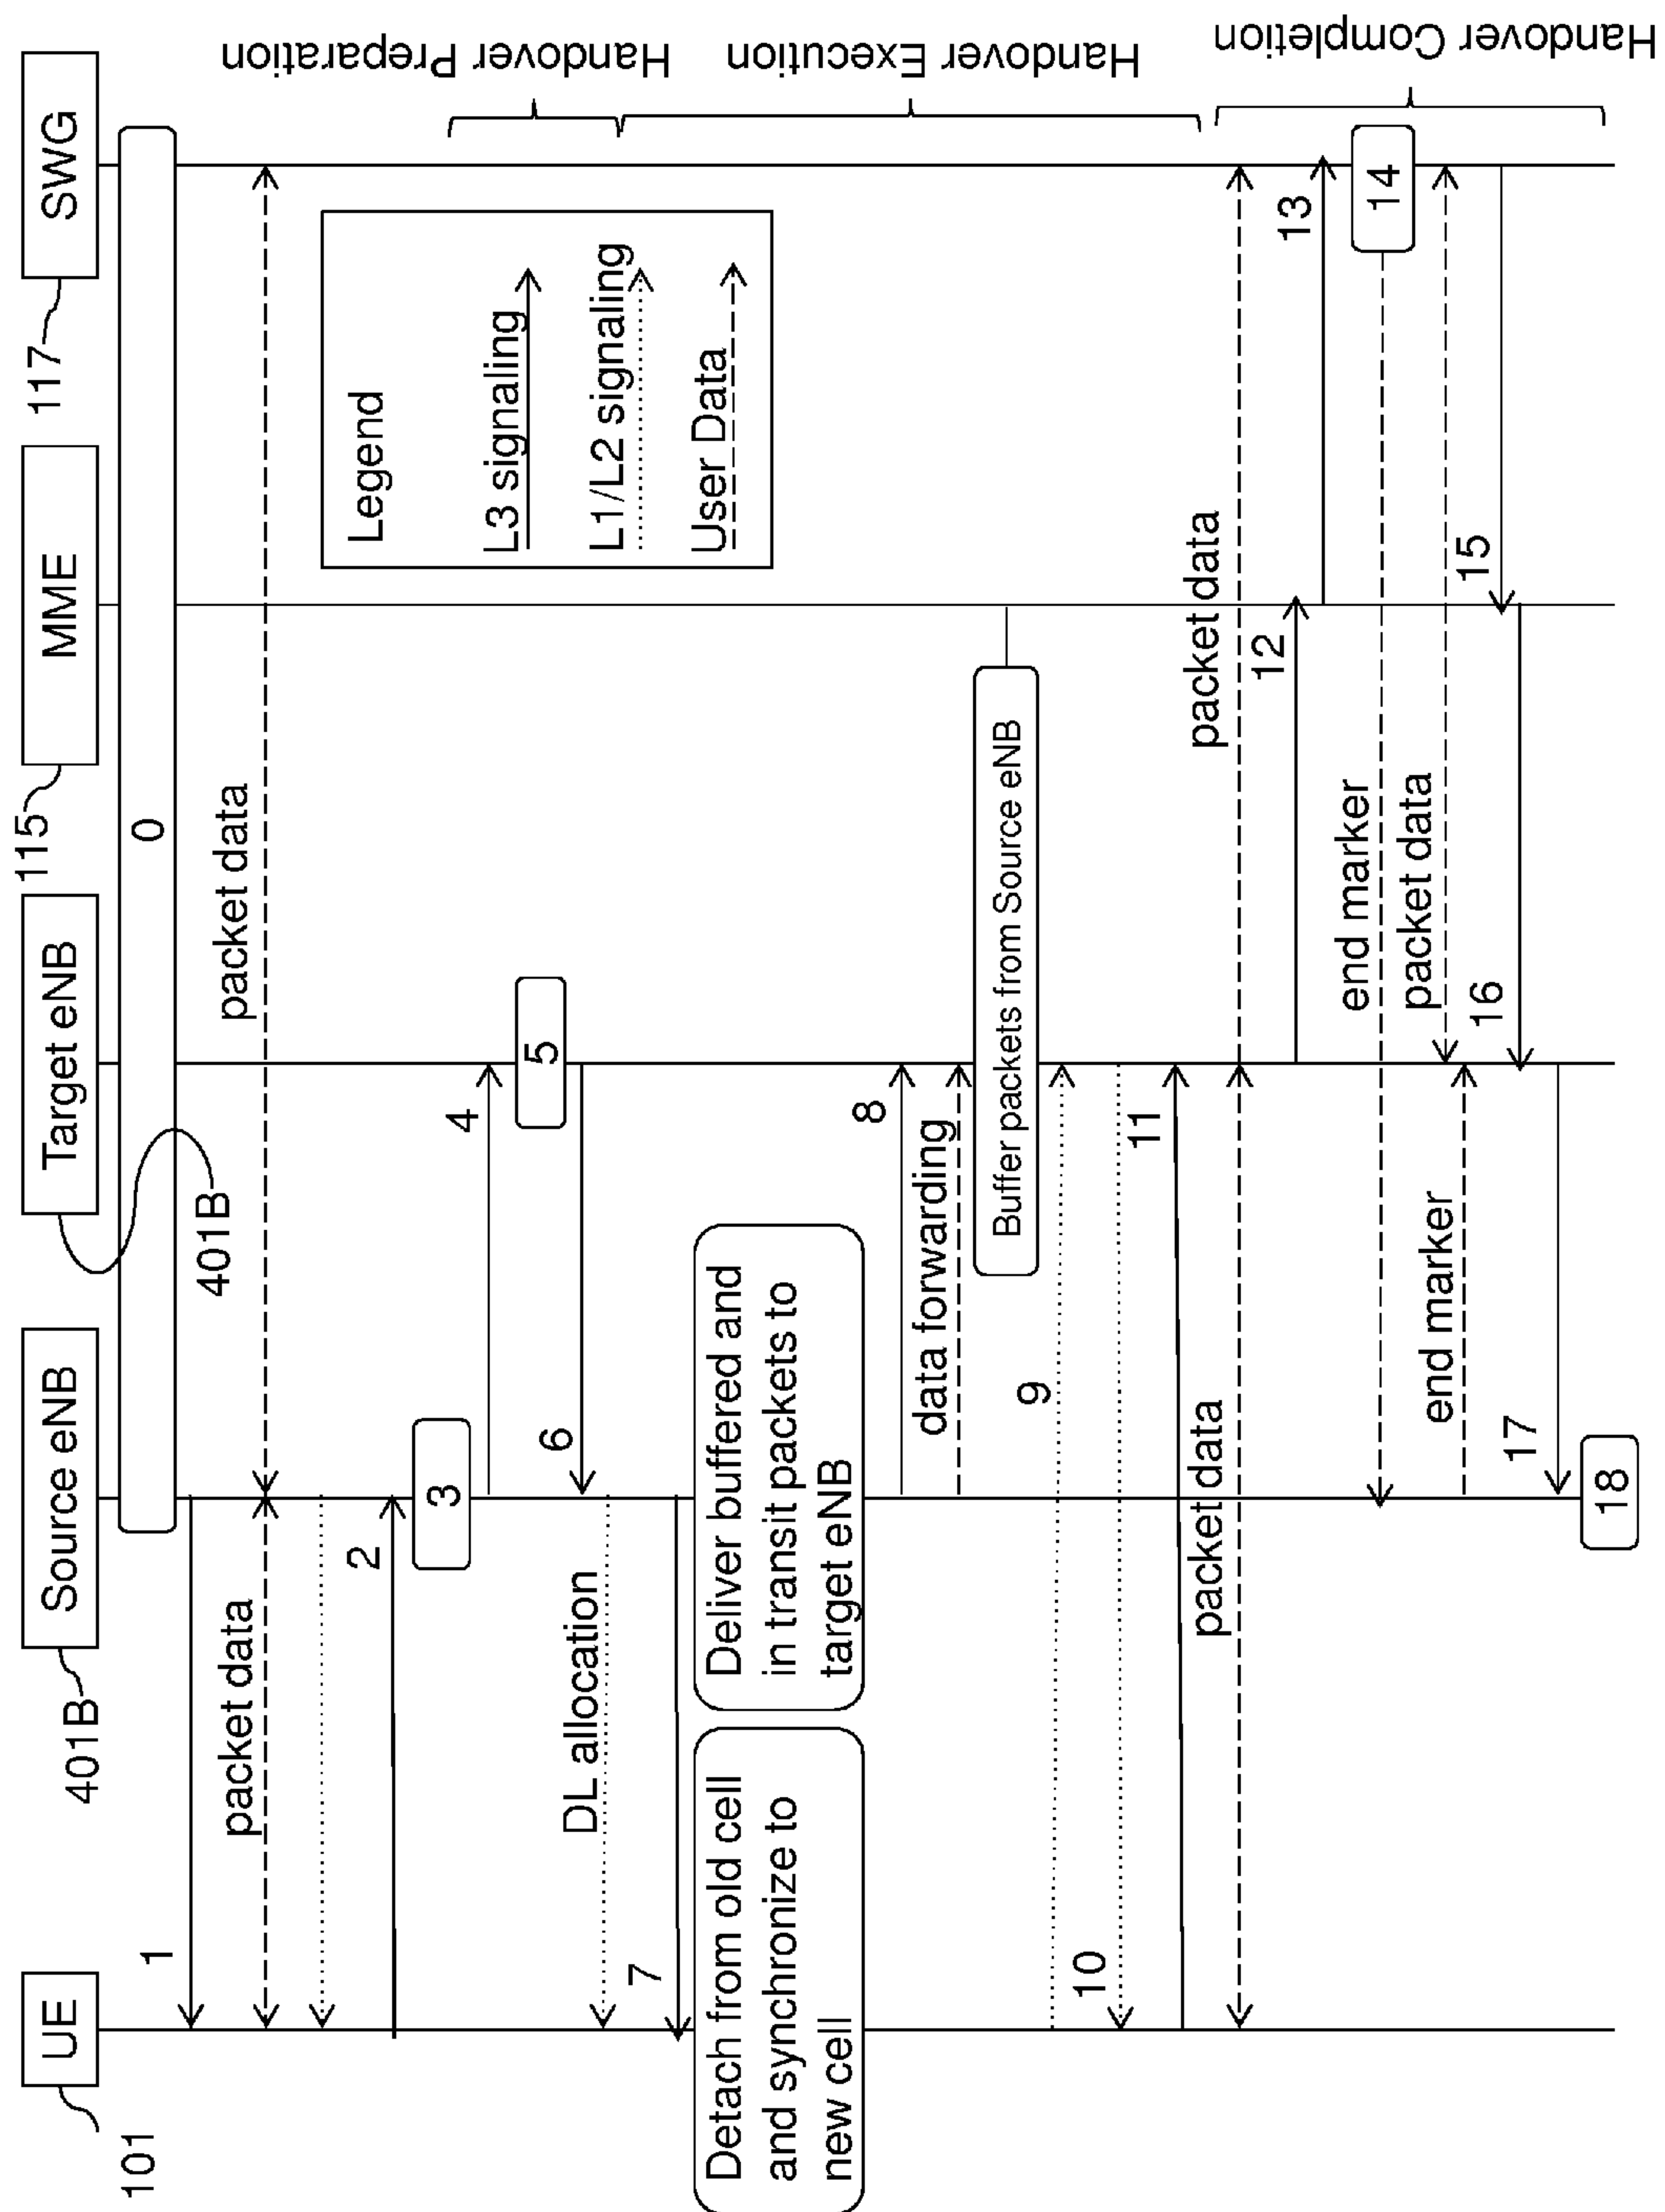 UE
Source eNB
Target eNB
MME
SWG
101
401B
401B
115
117
0
1
packet data
packet data
2
3
4
5
6
DL allocation
7
Legend
L3 signaling
L1/L2 signaling
User Data
Handover Preparation
Detach from old cell
and synchronize to
new cell
Deliver buffered and
in transit packets to
target eNB
8
data forwarding
Buffer packets from Source eNB
9
10
11
Handover Execution
packet data
packet data
12
13
14
end marker
packet data
end marker
15
16
17
18
Handover Completion